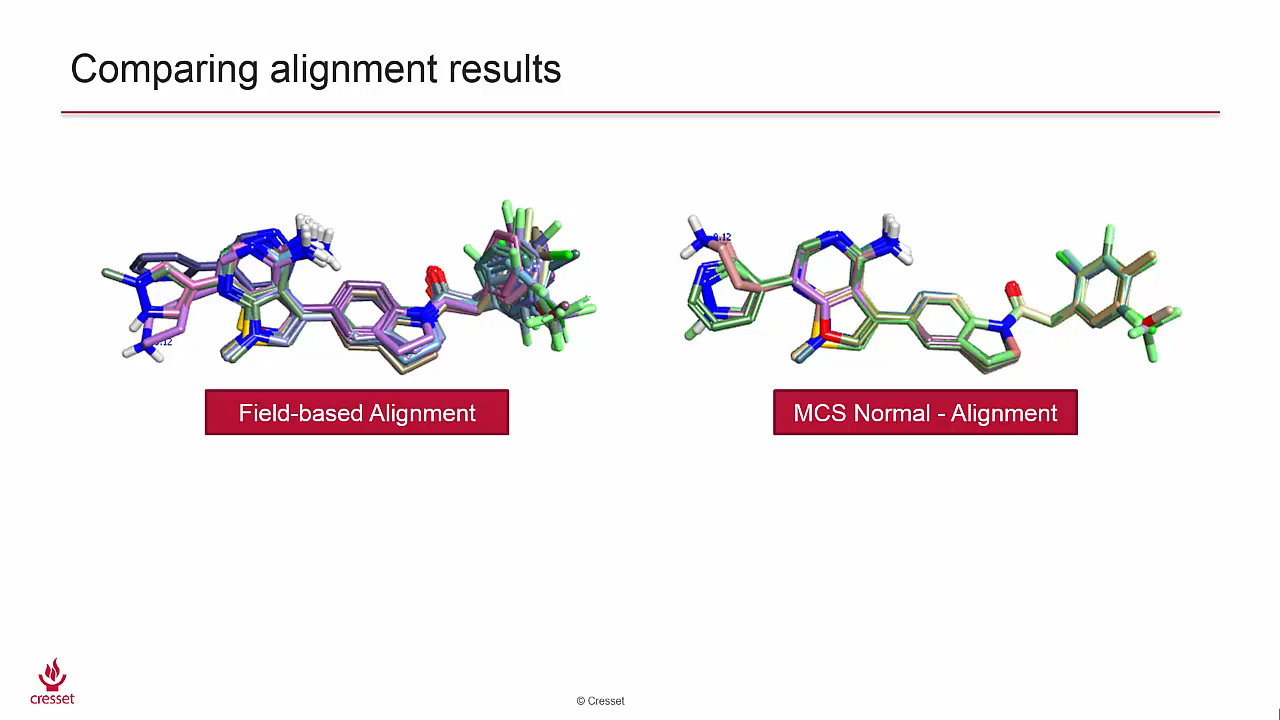 Comparing alignment results
Field-based Alignment
MCS Normal - Alignment
cresset
© Cresset